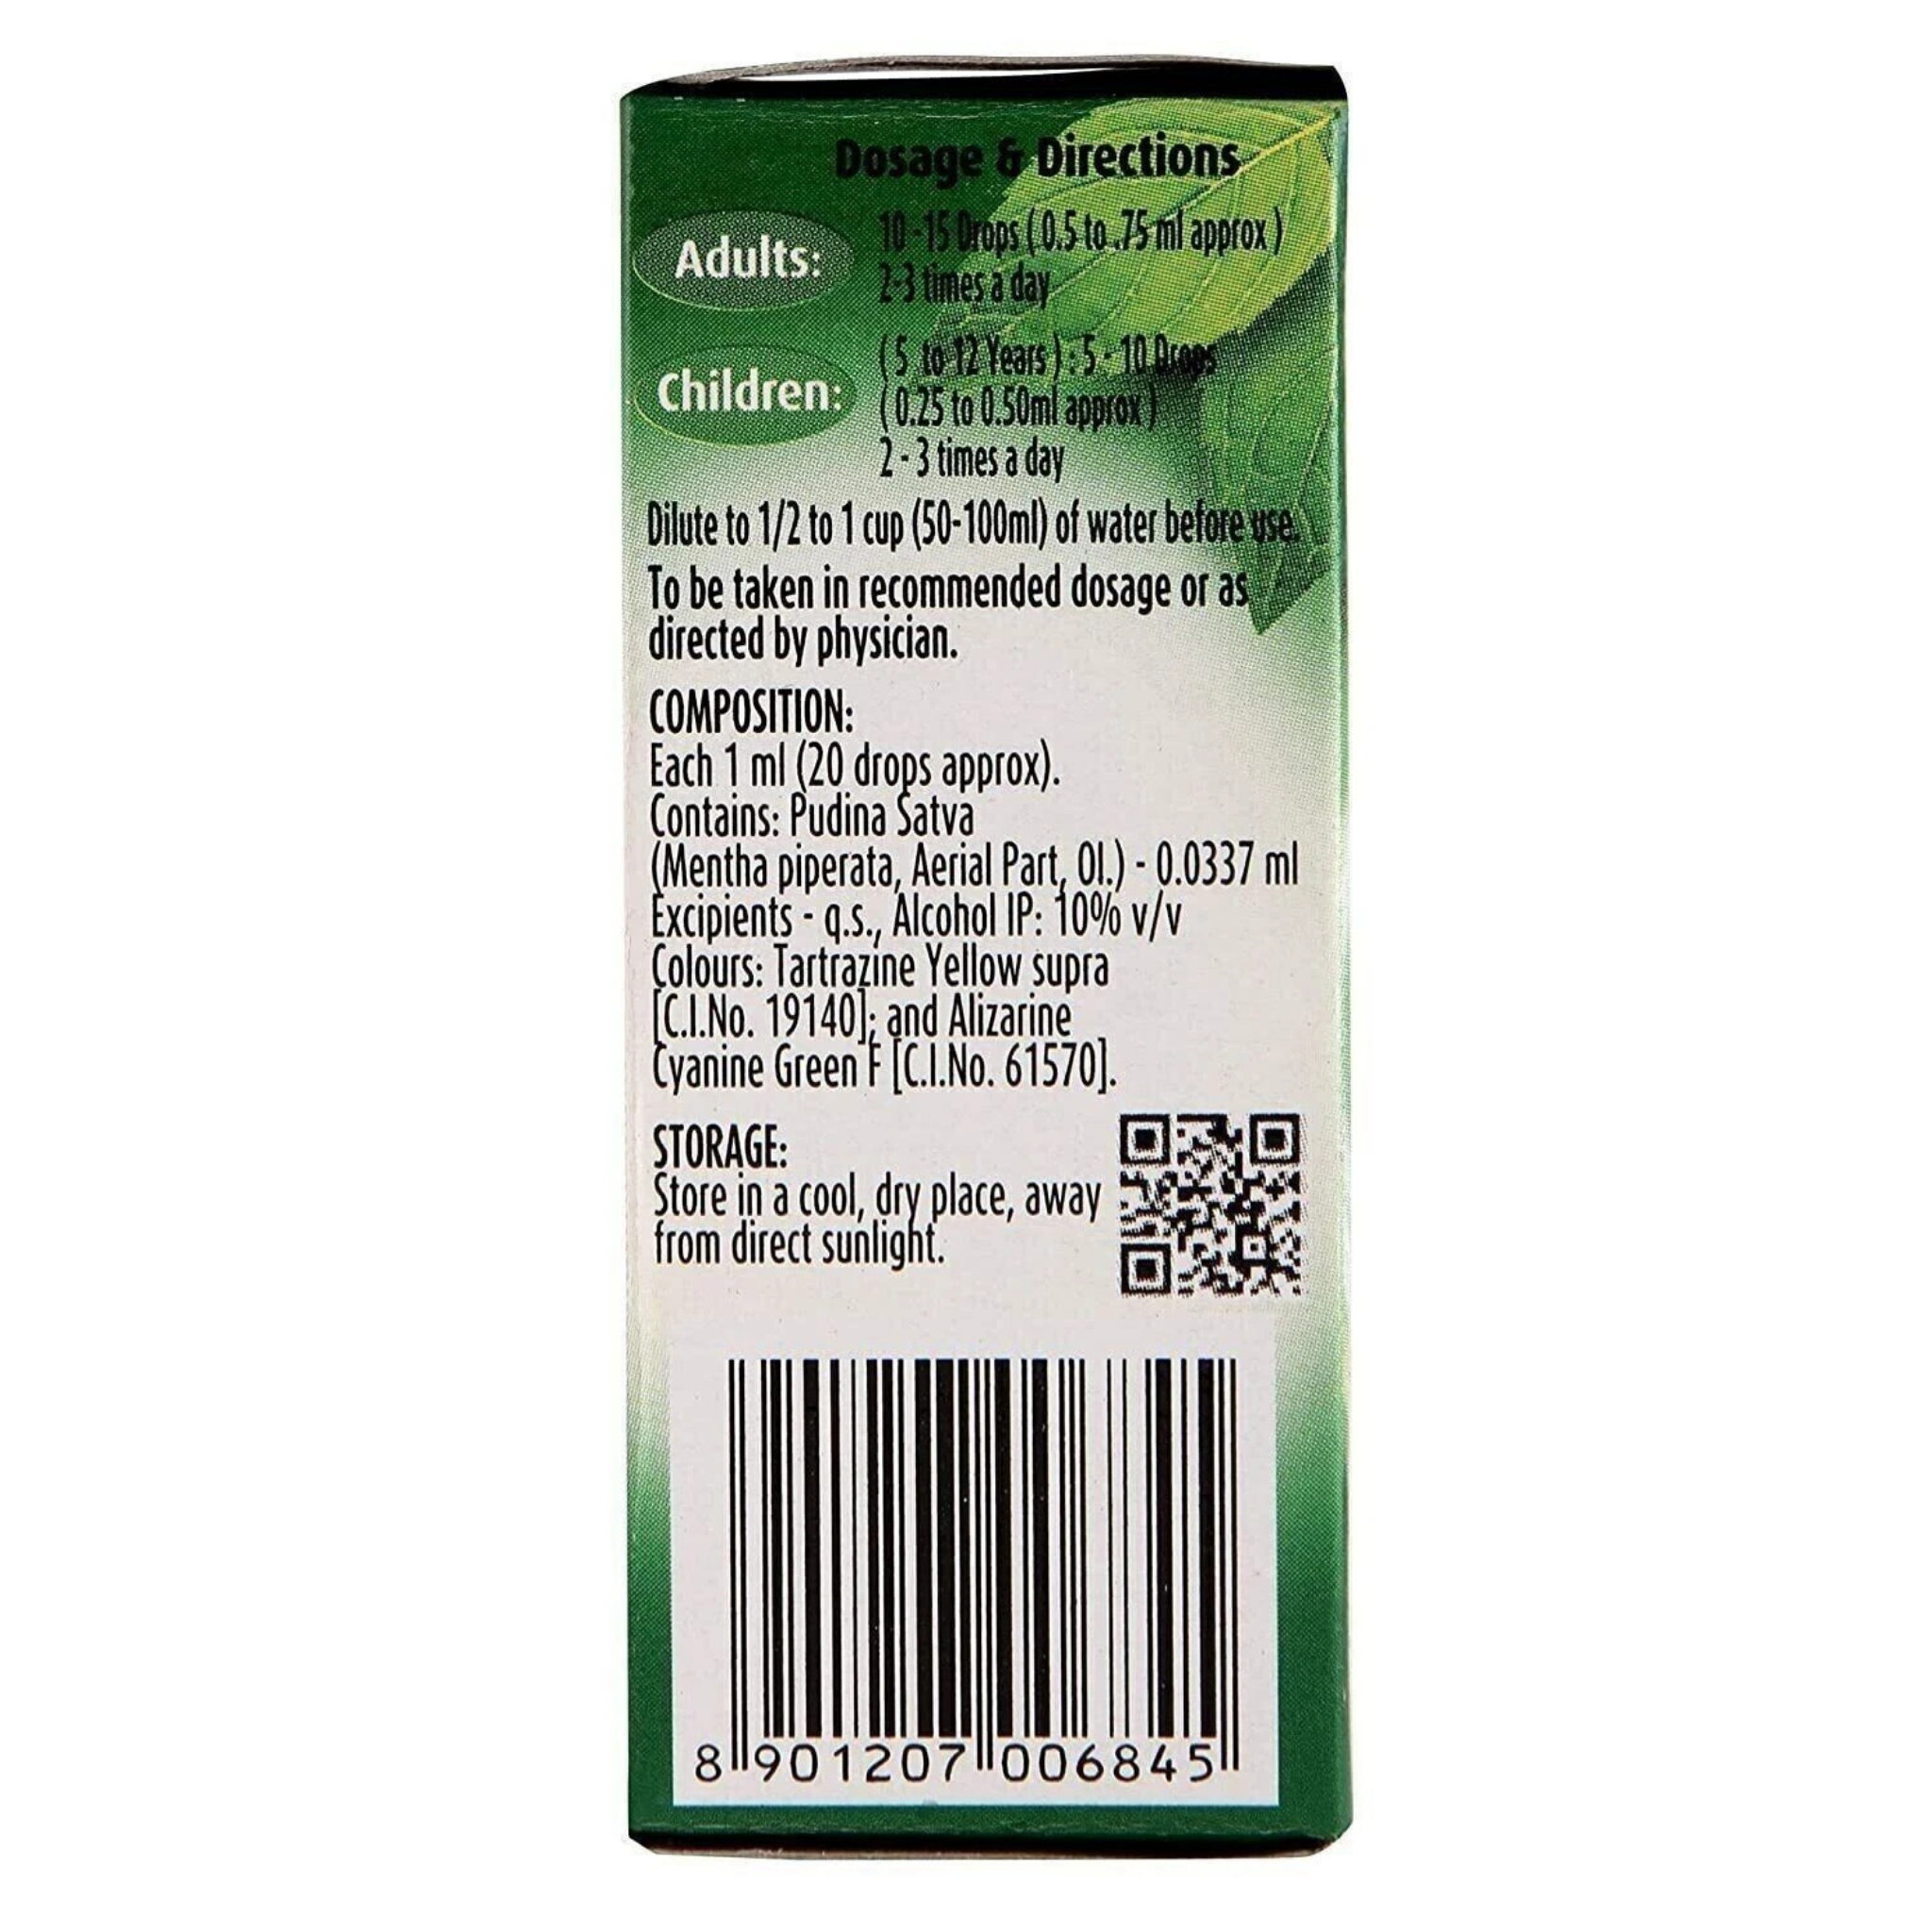 Dosage & Directions
Adults:
10 - 15 Drops ( 0.5 to .75 ml approx )
2-3 times a day
Children:
( 5 to 12 Years ) : 5 - 10 Drops
( 0.25 to 0.50ml approx )
2 - 3 times a day
Dilute to 1/2 to 1 cup (50-100ml) of water before use.
To be taken in recommended dosage or as
directed by physician.
COMPOSITION:
Each 1 ml (20 drops approx).
Contains: Pudina Satva
(Mentha piperata, Aerial Part, Ol.) - 0.0337 ml
Excipients - q.s., Alcohol IP: 10% v/v
Colours: Tartrazine Yellow supra
[C.I.No. 19140]; and Alizarine
Cyanine Green F [C.I.No. 61570].
STORAGE:
Store in a cool, dry place, away
from direct sunlight.
8 901207 006845